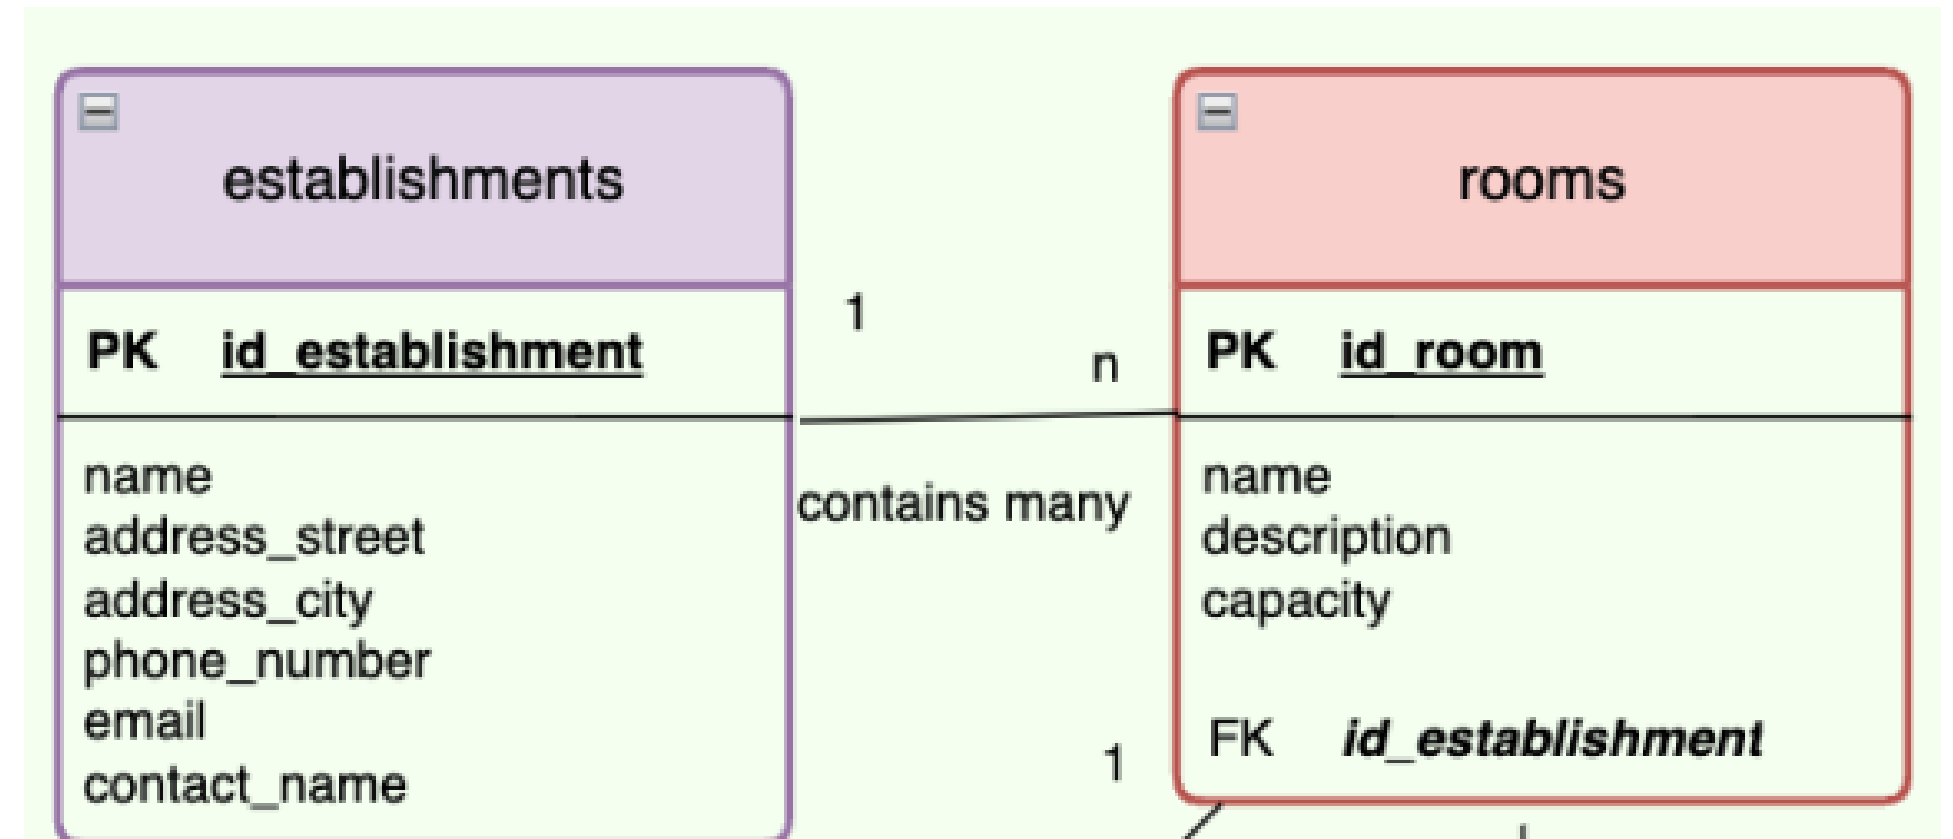 establishments
PK id_establishment
name
address_street
address_city
phone_number
email
contact_name
1
n
contains many
1
rooms
PK id_room
name
description
capacity
FK id_establishment